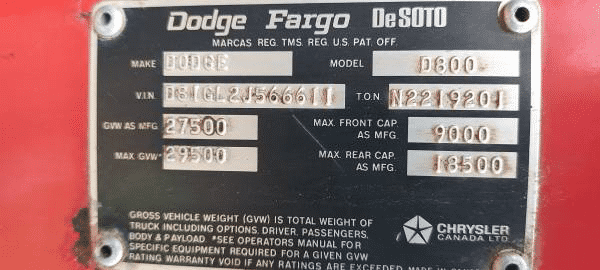 Dodge Fargo DeSOTO
MARCAS REG. TMS. REG. U.S. PAT. OFF.
MAKE DODGE MODEL D800
V.I.N. D81GL2J566611 T.O.N. N2219201
GVW AS MFG. 27500 MAX. FRONT CAP. AS MFG. 9000
MAX. GVW* 29500 MAX. REAR CAP. AS MFG. 18500
GROSS VEHICLE WEIGHT (GVW) IS TOTAL WEIGHT OF
TRUCK INCLUDING OPTIONS, DRIVER, PASSENGERS,
BODY & PAYLOAD *SEE OPERATORS MANUAL FOR
SPECIFIC EQUIPMENT REQUIRED FOR A GIVEN GVW
RATING WARRANTY VOID IF ANY RATINGS ARE EXCEEDED. MADE IN
CHRYSLER
CANADA LTD